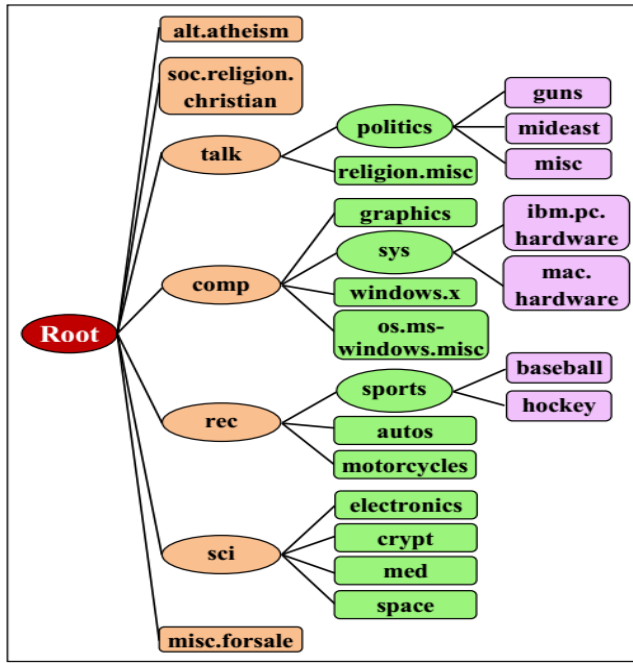 alt.atheism
soc.religion.
christian
talk
politics
guns
mideast
misc
religion.misc
comp
graphics
sys
ibm.pc.
hardware
mac.
hardware
windows.x
os.ms-
windows.misc
Root
rec
sports
baseball
hockey
autos
motorcycles
sci
electronics
crypt
med
space
misc.forsale